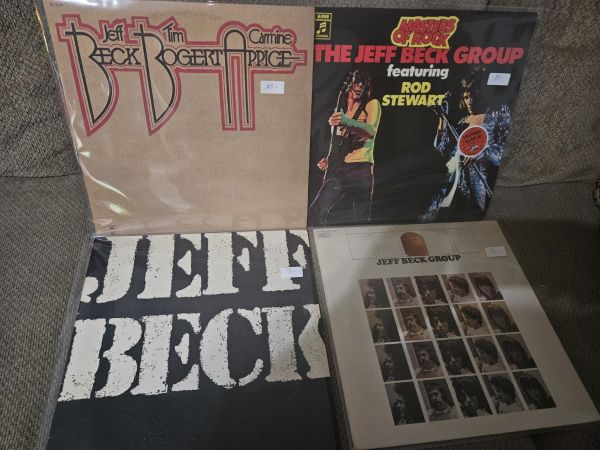 Jeff
Tim
Carmine
BECK BOGERT APPICE
MASTERS
OF ROCK
THE JEFF BECK GROUP
featuring
ROD
STEWART
JEFF
BECK
JEFF BECK GROUP